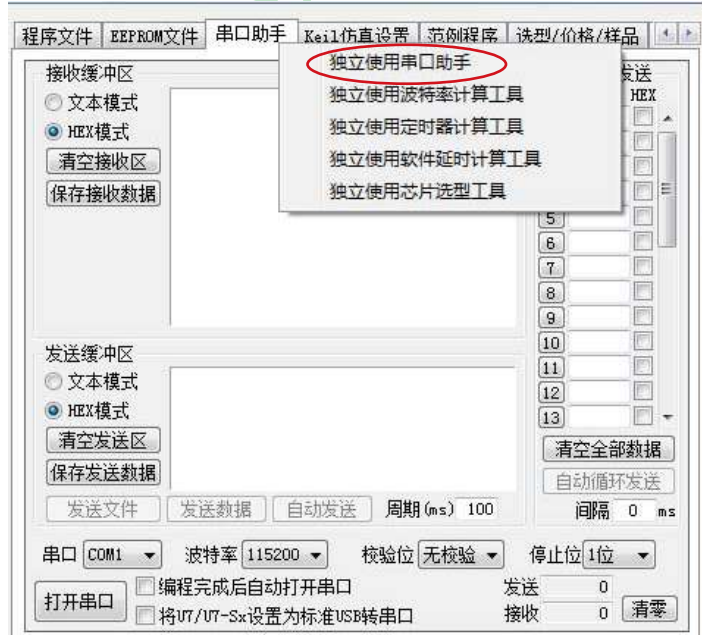 程序文件 EEPROM文件 串口助手 Keil仿真设置 范例程序 选型/价格/样品
独立使用串口助手
独立使用波特率计算工具
独立使用定时器计算工具
独立使用软件延时计算工具
独立使用芯片选型工具
接收缓冲区 发送
文本模式 HEX
HEX模式
清空接收区
保存接收数据
5
6
7
8
9
10
11
12
13
发送缓冲区
文本模式
HEX模式
清空发送区
保存发送数据
清空全部数据
自动循环发送
发送文件 发送数据 自动发送 周期(ms) 100 间隔 0 ms
串口 COM1 波特率 115200 校验位 无校验 停止位 1位
打开串口 编程完成后自动打开串口 发送 0
将U7/U7-Sx设置为标准USB转串口 接收 0 清零